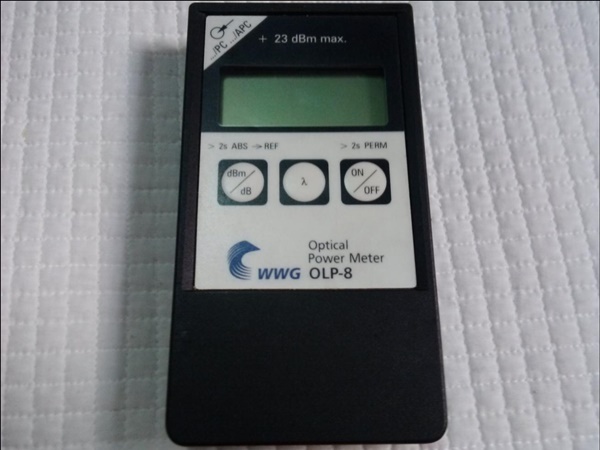 ../PC ../APC
+ 23 dBm max.
> 2s ABS -> REF
> 2s PERM
dBm/dB
λ
ON/OFF
Optical
Power Meter
WWG OLP-8